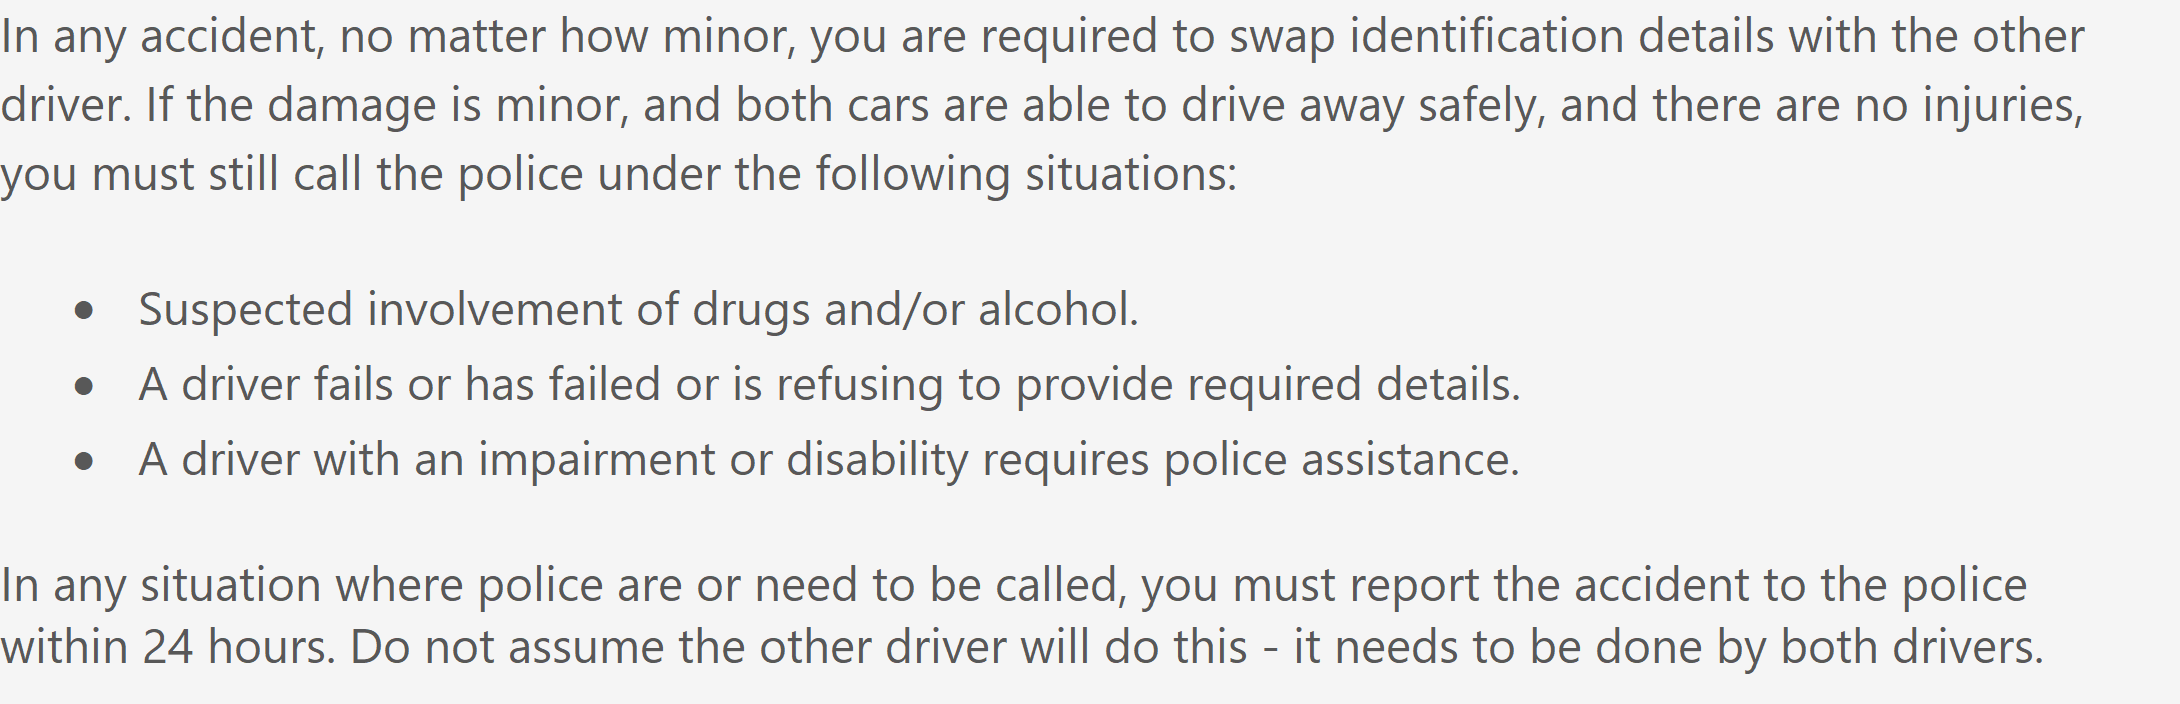 In any accident, no matter how minor, you are required to swap identification details with the other
driver. If the damage is minor, and both cars are able to drive away safely, and there are no injuries,
you must still call the police under the following situations:
• Suspected involvement of drugs and/or alcohol.
• A driver fails or has failed or is refusing to provide required details.
• A driver with an impairment or disability requires police assistance.
In any situation where police are or need to be called, you must report the accident to the police
within 24 hours. Do not assume the other driver will do this - it needs to be done by both drivers.